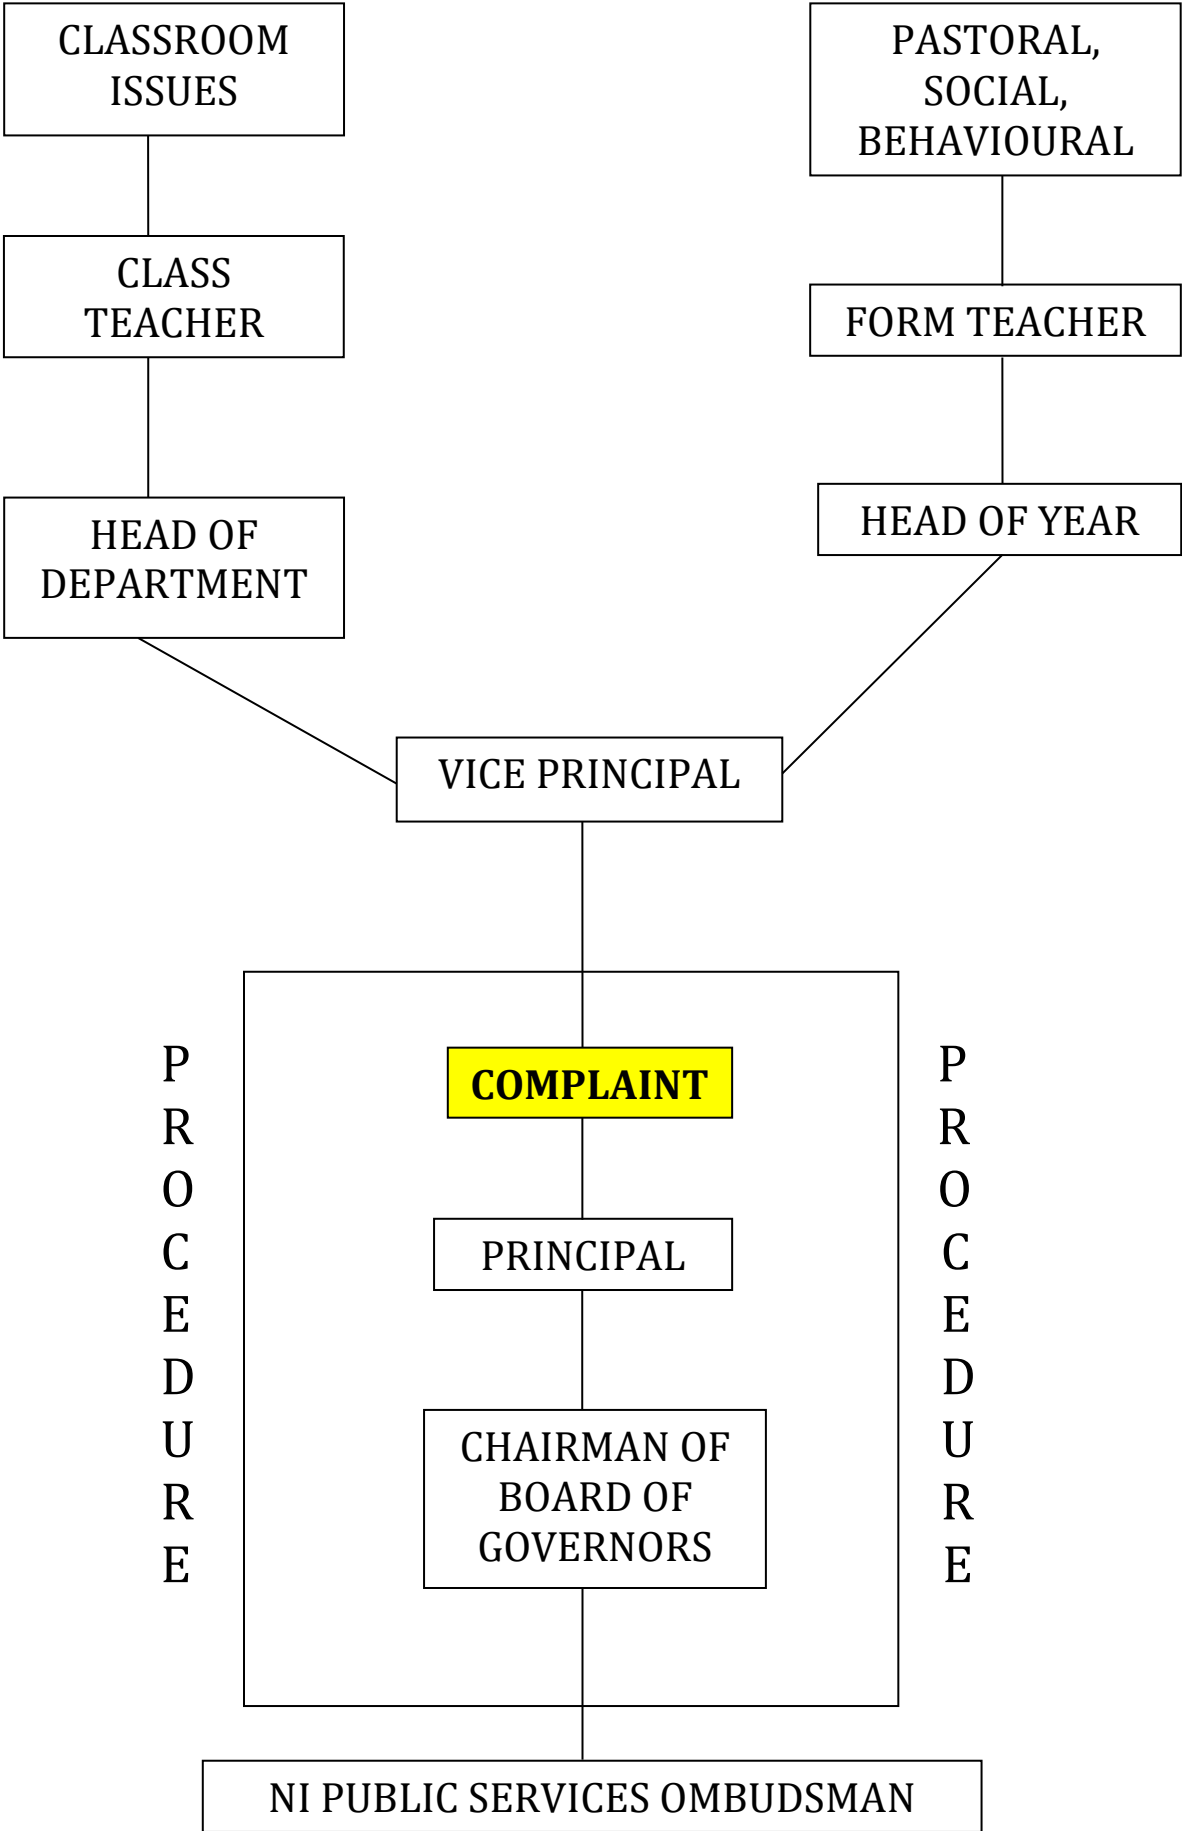 CLASSROOM
ISSUES
PASTORAL,
SOCIAL,
BEHAVIOURAL
CLASS
TEACHER
FORM TEACHER
HEAD OF
DEPARTMENT
HEAD OF YEAR
VICE PRINCIPAL
P
R
O
C
E
D
U
R
E
COMPLAINT
PRINCIPAL
CHAIRMAN OF
BOARD OF
GOVERNORS
P
R
O
C
E
D
U
R
E
NI PUBLIC SERVICES OMBUDSMAN